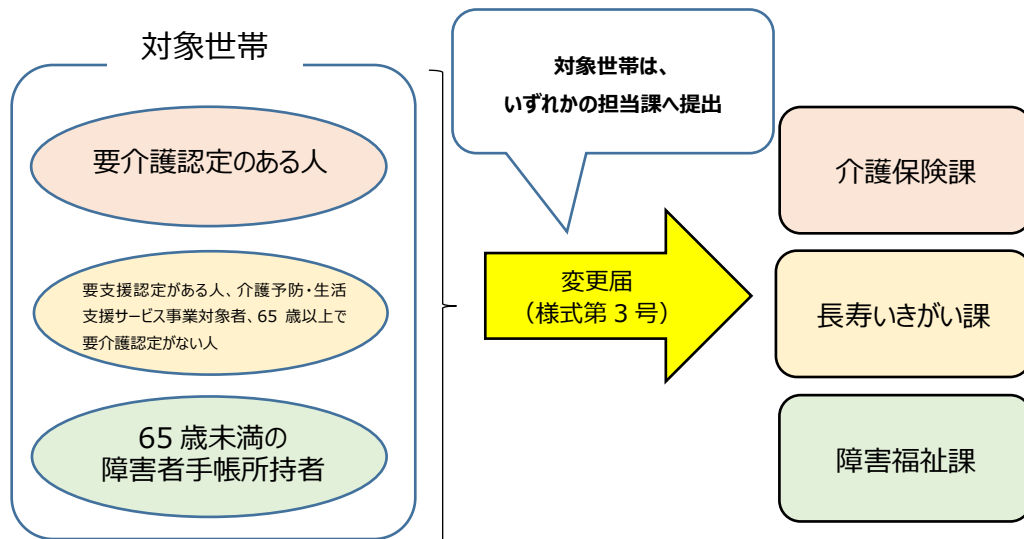 対象世帯
要介護認定のある人
要支援認定がある人、介護予防・生活
支援サービス事業対象者、65 歳以上で
要介護認定がない人
65 歳未満の
障害者手帳所持者
対象世帯は、
いずれかの担当課へ提出
変更届
（様式第 3 号）
介護保険課
長寿いきがい課
障害福祉課